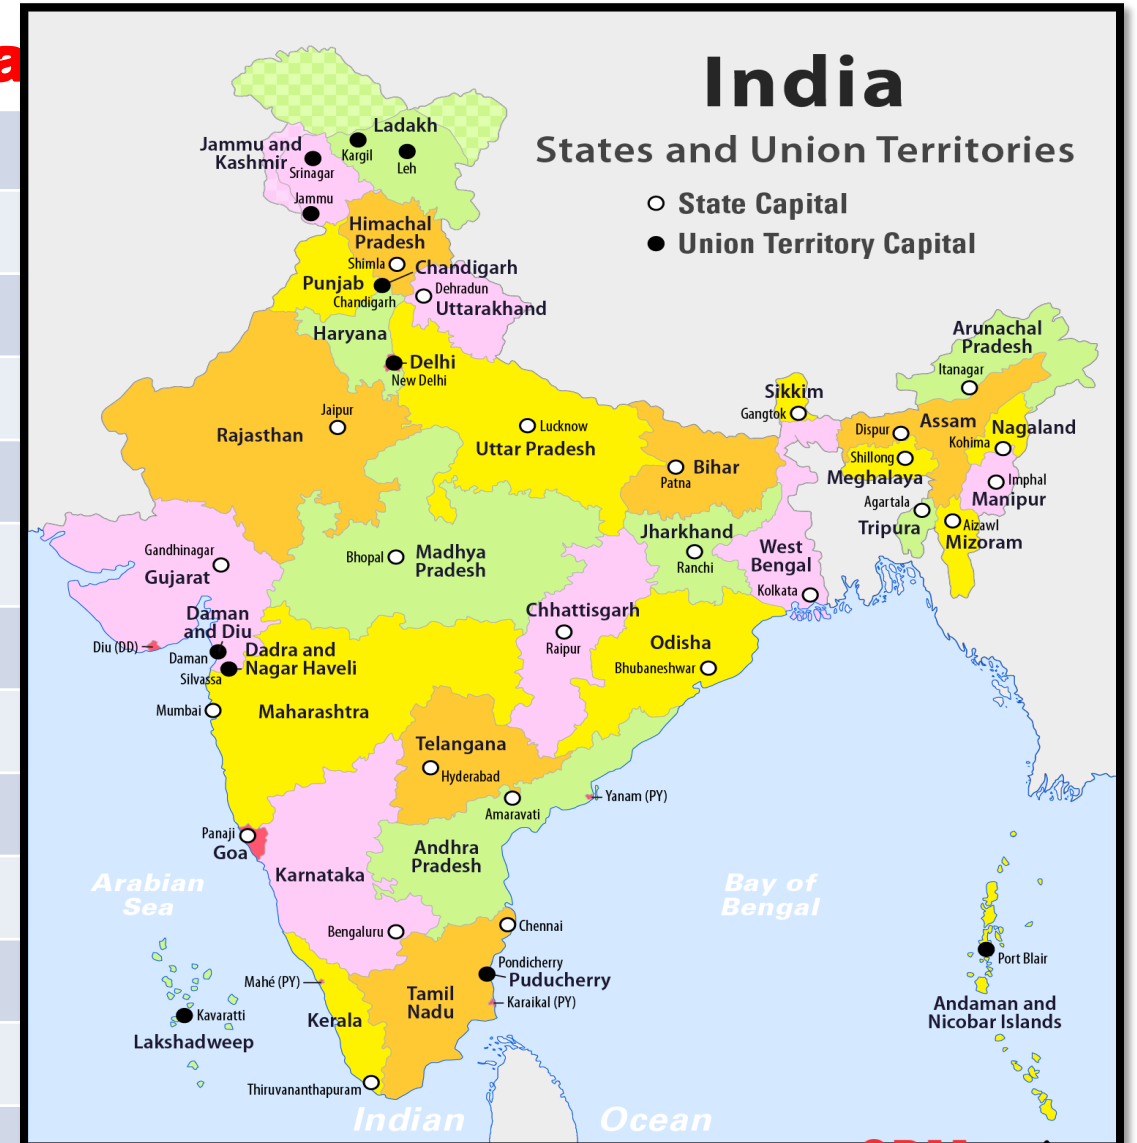 India
States and Union Territories
State Capital
Union Territory Capital
Ladakh
Jammu and
Kashmir
Kargil
Leh
Srinagar
Jammu
Himachal
Pradesh
Shimla
Chandigarh
Punjab
Chandigarh
Dehradun
Uttarakhand
Haryana
Delhi
New Delhi
Arunachal
Pradesh
Itanagar
Sikkim
Gangtok
Jaipur
Rajasthan
Lucknow
Uttar Pradesh
Bihar
Patna
Dispur
Assam
Nagaland
Kohima
Shillong
Meghalaya
Imphal
Manipur
Agartala
Tripura
Aizawl
Mizoram
Jharkhand
Ranchi
West
Bengal
Kolkata
Gandhinagar
Gujarat
Bhopal
Madhya
Pradesh
Chhattisgarh
Raipur
Odisha
Bhubaneshwar
Daman
and Diu
Diu (DD)
Daman
Dadra and
Nagar Haveli
Silvassa
Mumbai
Maharashtra
Telangana
Hyderabad
Amaravati
Yanam (PY)
Panaji
Goa
Andhra
Pradesh
Karnataka
Arabian
Sea
Bay of
Bengal
Bengaluru
Chennai
Port Blair
Pondicherry
Puducherry
Mahé (PY)
Karaikal (PY)
Tamil
Nadu
Kerala
Andaman and
Nicobar Islands
Kavaratti
Lakshadweep
Thiruvananthapuram
Indian Ocean